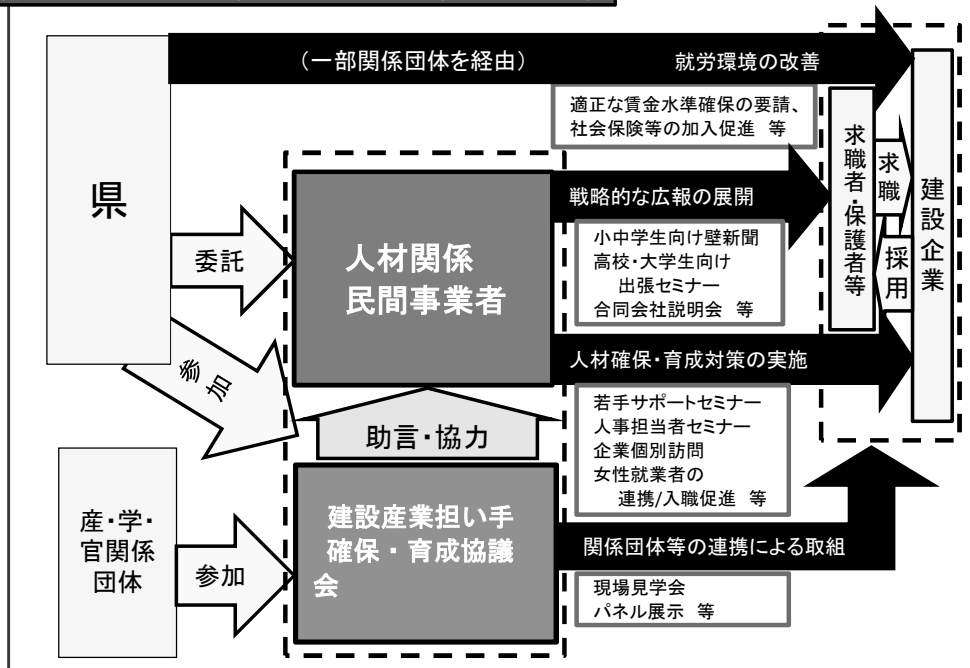 （一部関係団体を経由）
就労環境の改善
適正な賃金水準確保の要請、
社会保険等の加入促進　等
県
委託
人材関係
民間事業者
戦略的な広報の展開
小中学生向け壁新聞
高校・大学生向け
出張セミナー
合同会社説明会　等
求職者・保護者等
求職
採用
建設企業
参加
人材確保・育成対策の実施
若手サポートセミナー
人事担当者セミナー
企業個別訪問
女性就業者の
連携/入職促進　等
助言・協力
産・学・
官関係
団体
参加
建設産業担い手
確保・育成協議
会
関係団体等の連携による取組
現場見学会
パネル展示　等